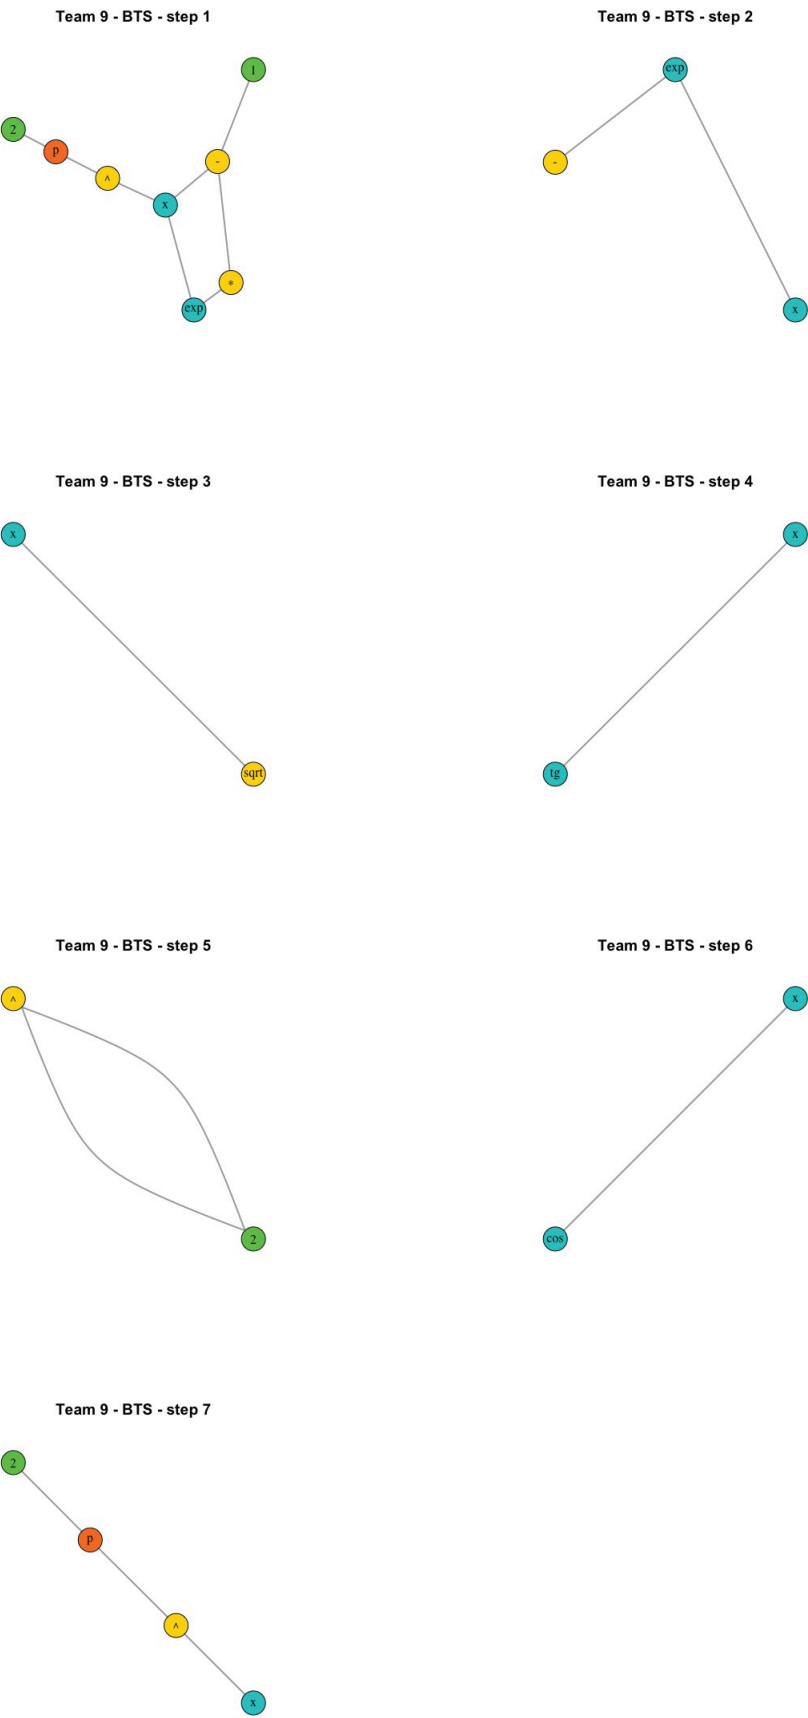 Team 9 - BTS - step 1
1
2
p
^
-
x
*
exp
Team 9 - BTS - step 2
exp
-
x
Team 9 - BTS - step 3
x
sqrt
Team 9 - BTS - step 4
x
tg
Team 9 - BTS - step 5
^
2
Team 9 - BTS - step 6
x
cos
Team 9 - BTS - step 7
2
p
^
x